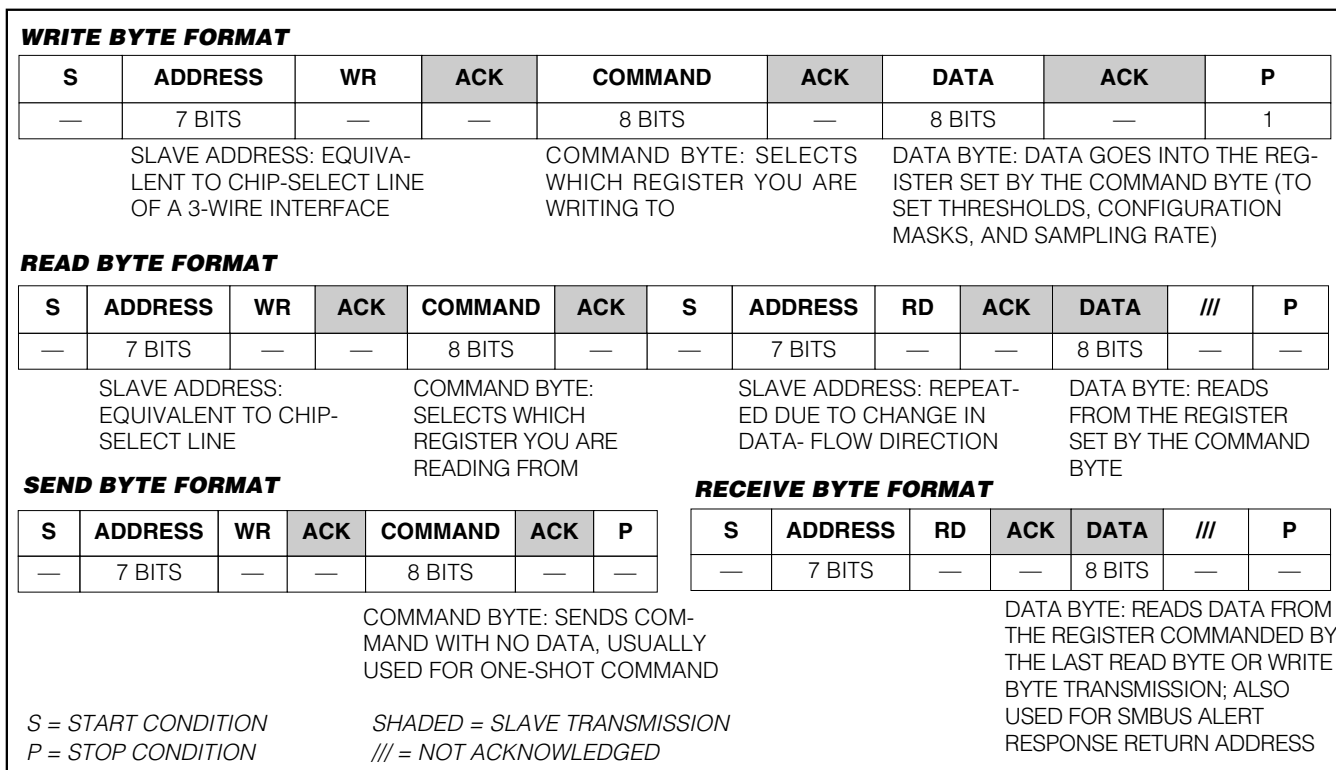 WRITE BYTE FORMAT
S ADDRESS WR ACK COMMAND ACK DATA ACK P
— 7 BITS — — 8 BITS — 8 BITS — 1
SLAVE ADDRESS: EQUIVA-
LENT TO CHIP-SELECT LINE
OF A 3-WIRE INTERFACE
COMMAND BYTE: SELECTS
WHICH REGISTER YOU ARE
WRITING TO
DATA BYTE: DATA GOES INTO THE REG-
ISTER SET BY THE COMMAND BYTE (TO
SET THRESHOLDS, CONFIGURATION
MASKS, AND SAMPLING RATE)
READ BYTE FORMAT
S ADDRESS WR ACK COMMAND ACK S ADDRESS RD ACK DATA /// P
— 7 BITS — — 8 BITS — — 7 BITS — — 8 BITS — —
SLAVE ADDRESS:
EQUIVALENT TO CHIP-
SELECT LINE
COMMAND BYTE:
SELECTS WHICH
REGISTER YOU ARE
READING FROM
SLAVE ADDRESS: REPEAT-
ED DUE TO CHANGE IN
DATA- FLOW DIRECTION
DATA BYTE: READS
FROM THE REGISTER
SET BY THE COMMAND
BYTE
SEND BYTE FORMAT
S ADDRESS WR ACK COMMAND ACK P
— 7 BITS — — 8 BITS — —
COMMAND BYTE: SENDS COM-
MAND WITH NO DATA, USUALLY
USED FOR ONE-SHOT COMMAND
RECEIVE BYTE FORMAT
S ADDRESS RD ACK DATA /// P
— 7 BITS — — 8 BITS — —
DATA BYTE: READS DATA FROM
THE REGISTER COMMANDED BY
THE LAST READ BYTE OR WRITE
BYTE TRANSMISSION; ALSO
USED FOR SMBUS ALERT
RESPONSE RETURN ADDRESS
S = START CONDITION SHADED = SLAVE TRANSMISSION
P = STOP CONDITION /// = NOT ACKNOWLEDGED